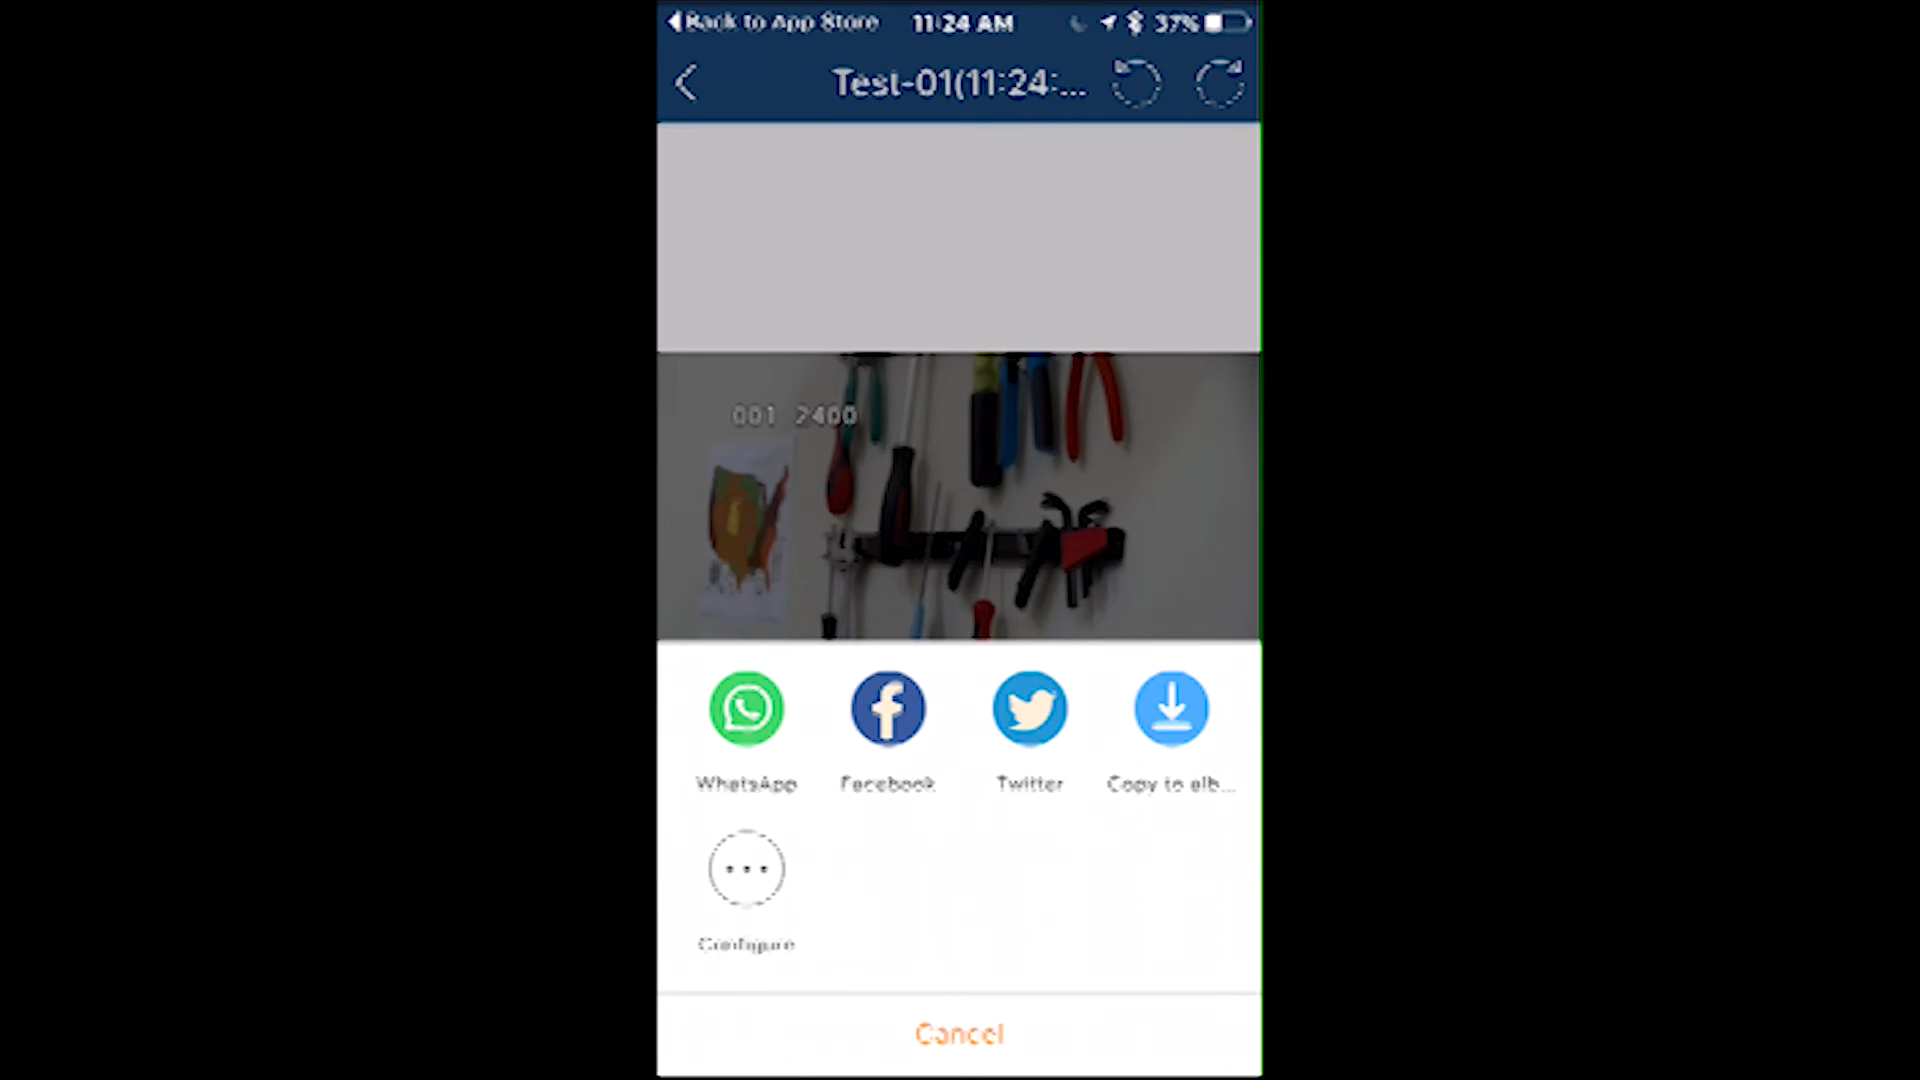 Back to App Store 11:24 AM 37%
Test-01(11:24:...
001 2400
WhatsApp Facebook Twitter Copy to alb...
Configure
Cancel